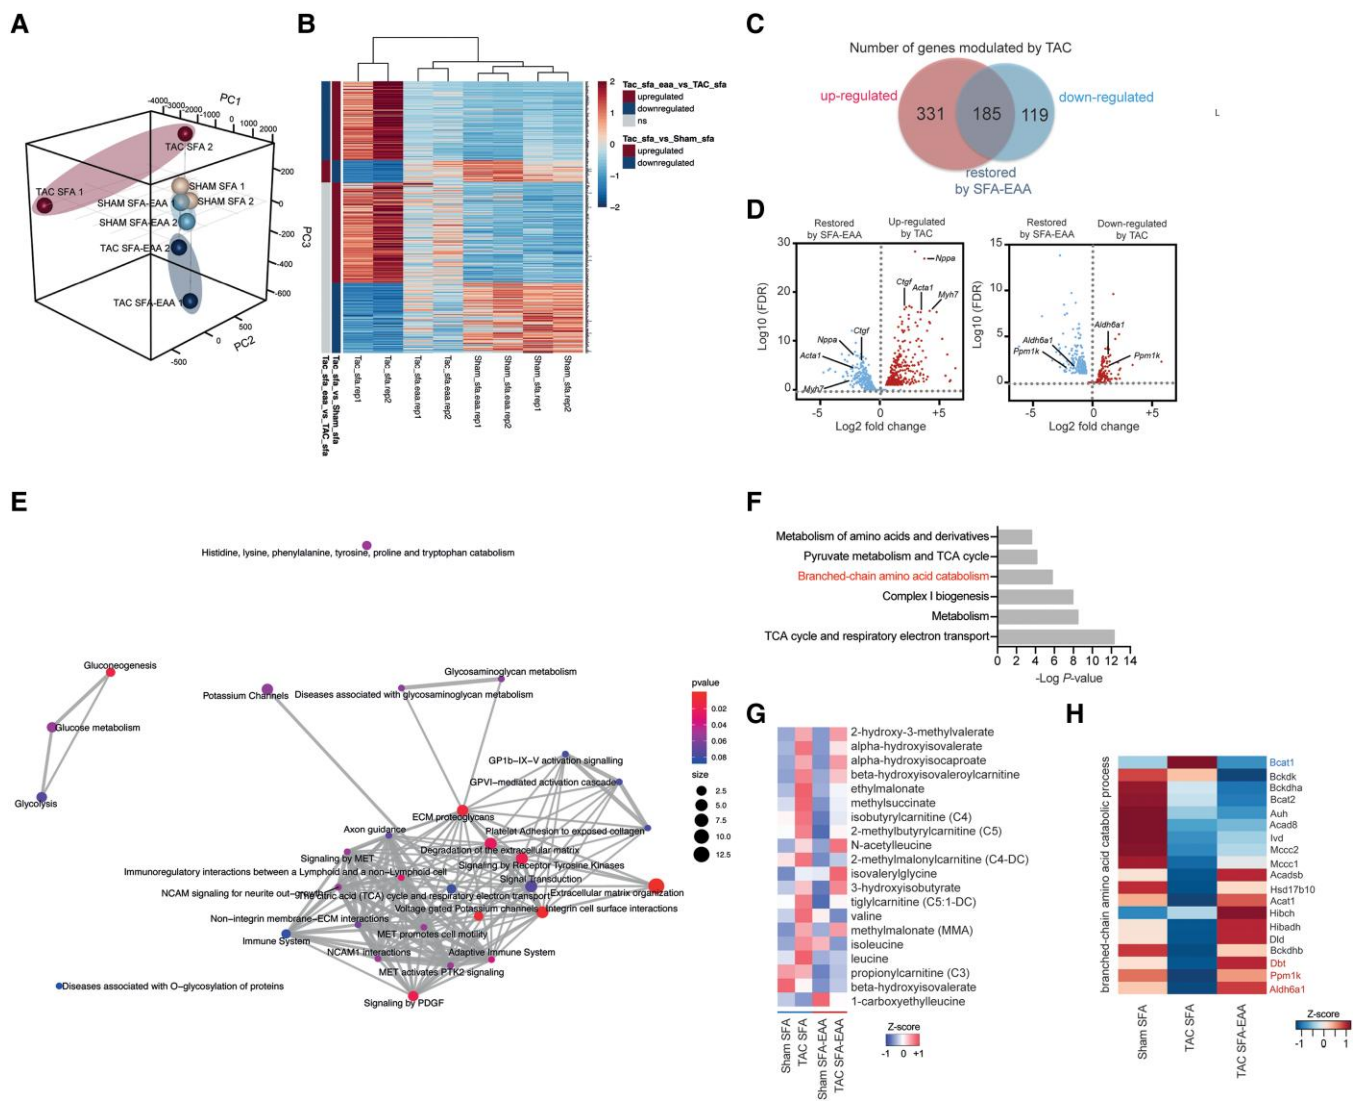 A
PC1
-4000
3000
-2000
-1000
0
1000
2000
TAC SFA 2
TAC SFA 1
SHAM SFA 1
SHAM SFA-EAA 1
SHAM SFA 2
SHAM SFA-EAA 2
TAC SFA-EAA 2
TAC SFA-EAA 1
200
0
-200
-400
-600
PC3
500
0
-500
PC2
B
2
1
0
−1
−2
Tac_sfa_eaa_vs_TAC_sfa
upregulated
downregulated
ns
Tac_sfa_vs_Sham_sfa
upregulated
downregulated
Tac_sfa_eaa_vs_TAC_sfa
Tac_sfa_vs_Sham_sfa
Tac_sfa.rep1
Tac_sfa.rep2
Tac_sfa.eaa.rep1
Tac_sfa.eaa.rep2
Sham_sfa.eaa.rep1
Sham_sfa.eaa.rep2
Sham_sfa.rep1
Sham_sfa.rep2
C
Number of genes modulated by TAC
up-regulated
331
185
119
down-regulated
restored
by SFA-EAA
L
D
Restored
by SFA-EAA
Up-regulated
by TAC
30
20
10
0
Log10 (FDR)
Nppa
Ctgf
Acta1
Myh7
Ctgf
Nppa
Acta1
Myh7
-5
0
+5
Log2 fold change
Restored
by SFA-EAA
Down-regulated
by TAC
15
10
5
0
Log10 (FDR)
Aldh6a1
Aldh6a1
Ppm1k
Ppm1k
-5
0
+5
Log2 fold change
E
Histidine, lysine, phenylalanine, tyrosine, proline and tryptophan catabolism
Gluconeogenesis
Glucose metabolism
Glycolysis
Potassium Channels
Glycosaminoglycan metabolism
Diseases associated with glycosaminoglycan metabolism
GP1b−IX−V activation signalling
GPVI−mediated activation cascade
ECM proteoglycans
Axon guidance
Platelet Adhesion to exposed collagen
Degradation of the extracellular matrix
Signaling by MET
Signaling by Receptor Tyrosine Kinases
Immunoregulatory interactions between a Lymphoid and a non−Lymphoid cell
Signal Transduction
NCAM signaling for neurite out−growth
The citric acid (TCA) cycle and respiratory electron transport
Extracellular matrix organization
Voltage gated Potassium channels
Integrin cell surface interactions
Non−integrin membrane−ECM interactions
MET promotes cell motility
Immune System
NCAM1 interactions
Adaptive Immune System
MET activates PTK2 signaling
Diseases associated with O−glycosylation of proteins
Signaling by PDGF
pvalue
0.02
0.04
0.06
0.08
size
2.5
5.0
7.5
10.0
12.5
F
Metabolism of amino acids and derivatives
Pyruvate metabolism and TCA cycle
Branched-chain amino acid catabolism
Complex I biogenesis
Metabolism
TCA cycle and respiratory electron transport
0 2 4 6 8 10 12 14
-Log P-value
G
2-hydroxy-3-methylvalerate
alpha-hydroxyisovalerate
alpha-hydroxyisocaproate
beta-hydroxyisovaleroylcarnitine
ethylmalonate
methylsuccinate
isobutyrylcarnitine (C4)
2-methylbutyrylcarnitine (C5)
N-acetylleucine
2-methylmalonylcarnitine (C4-DC)
isovalerylglycine
3-hydroxyisobutyrate
tiglylcarnitine (C5:1-DC)
valine
methylmalonate (MMA)
isoleucine
leucine
propionylcarnitine (C3)
beta-hydroxyisovalerate
1-carboxyethylleucine
Sham SFA
TAC SFA
Sham SFA-EAA
TAC SFA-EAA
Z-score
-1 0 +1
H
branched-chain amino acid catabolic process
Bcat1
Bckdk
Bckdha
Bcat2
Auh
Acad8
Ivd
Mccc2
Mccc1
Acadsb
Hsd17b10
Acat1
Hibch
Hibadh
Dld
Bckdhb
Dbt
Ppm1k
Aldh6a1
Sham SFA
TAC SFA
TAC SFA-EAA
Z-score
-1 0 1